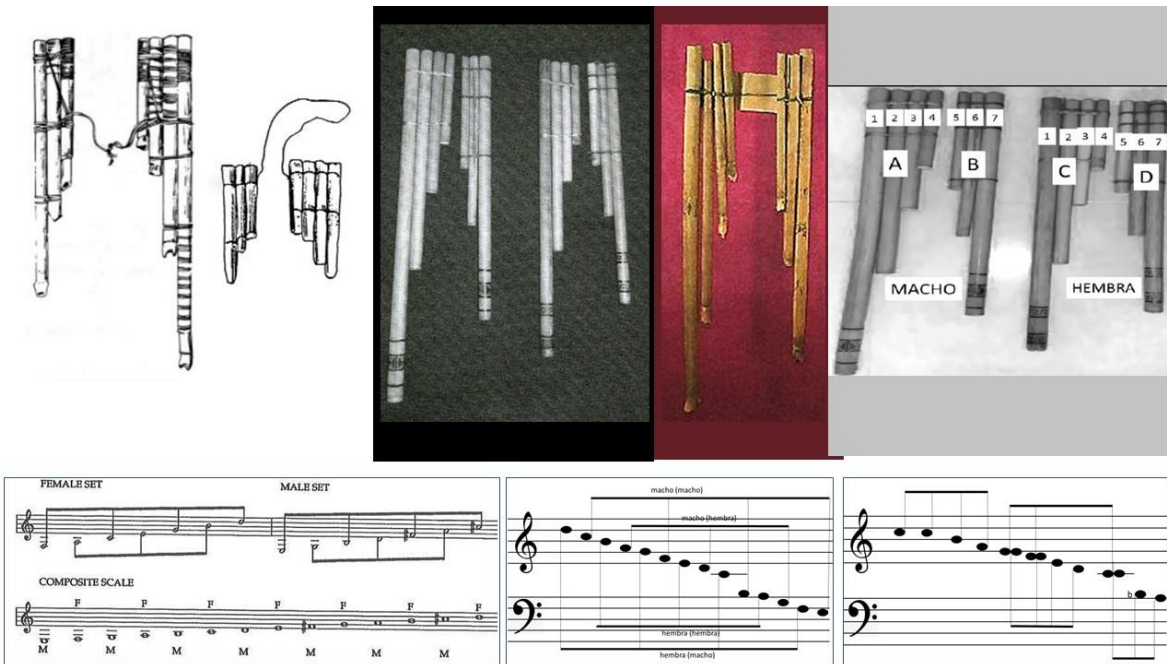 1 2 3 4 5 6 7
A B
MACHO
1 2 3 4 5 6 7
C D
HEMBRA
FEMALE SET MALE SET
COMPOSITE SCALE
F F F F F F F
M M M M M M M
macho (macho)
macho (hembra)
hembra (hembra)
hembra (macho)
b